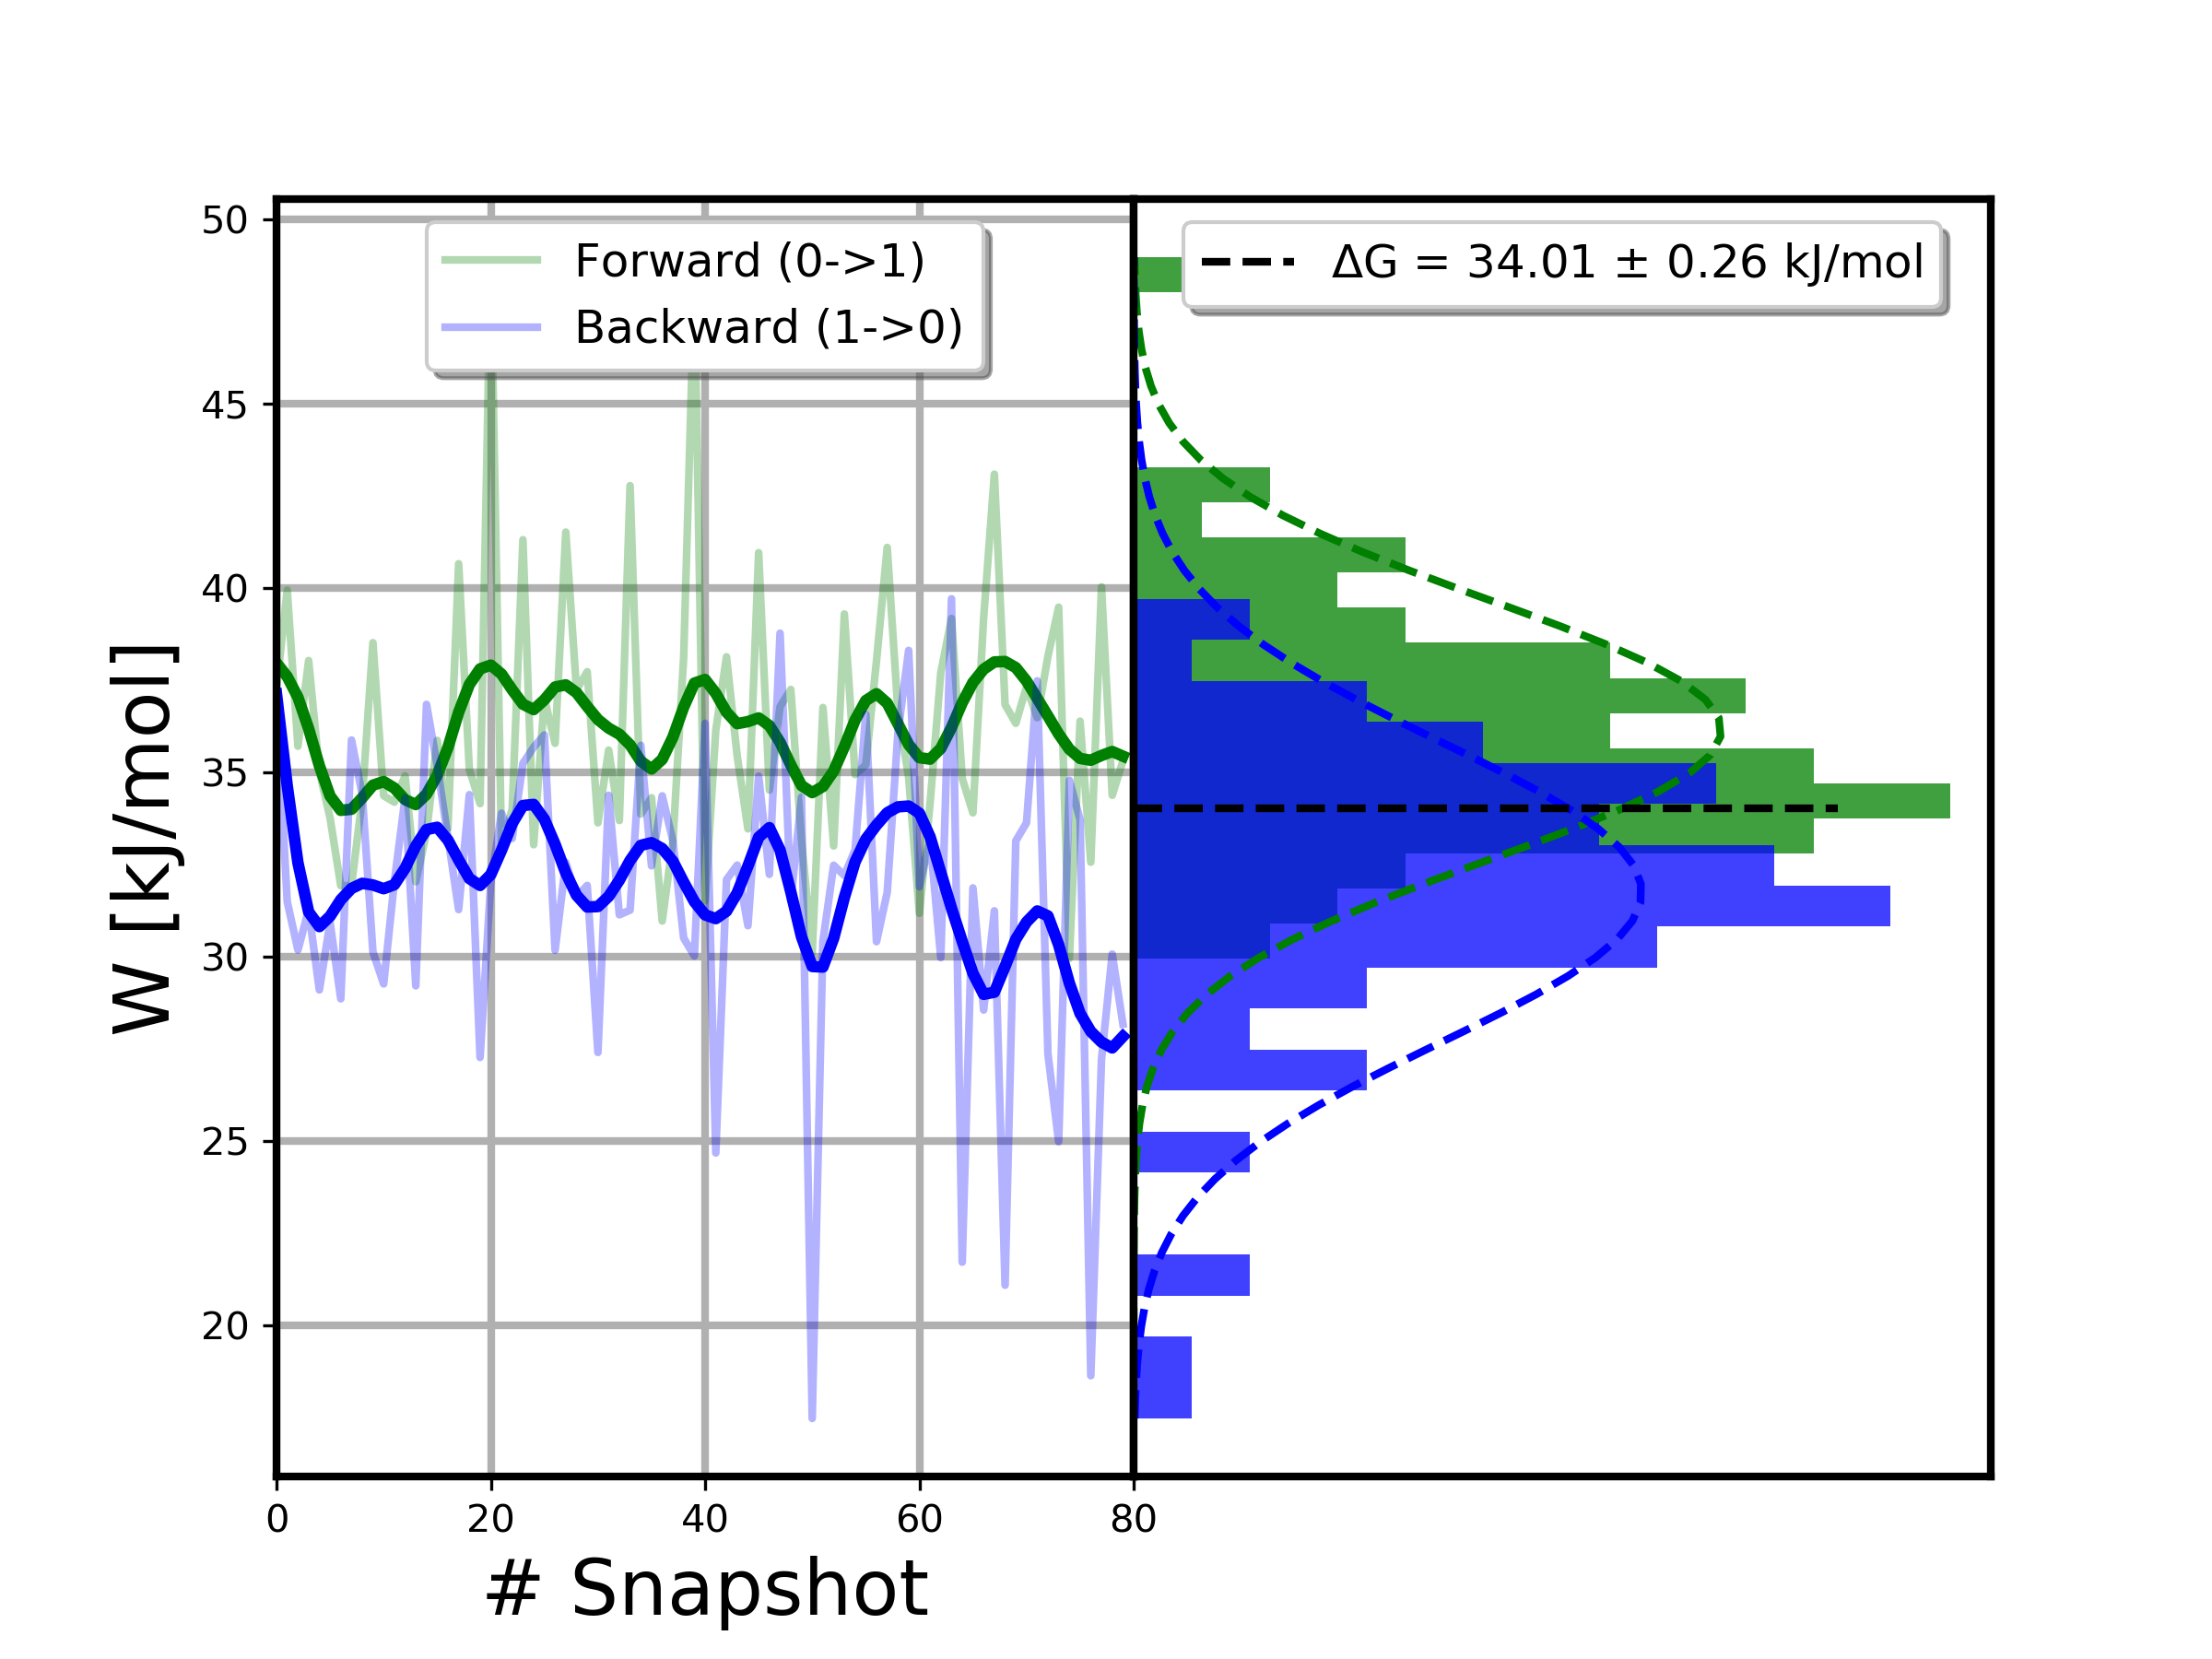 50
45
40
35
30
25
20
W [kJ/mol]
Forward (0->1)
Backward (1->0)
ΔG = 34.01 ± 0.26 kJ/mol
0 20 40 60 80
# Snapshot